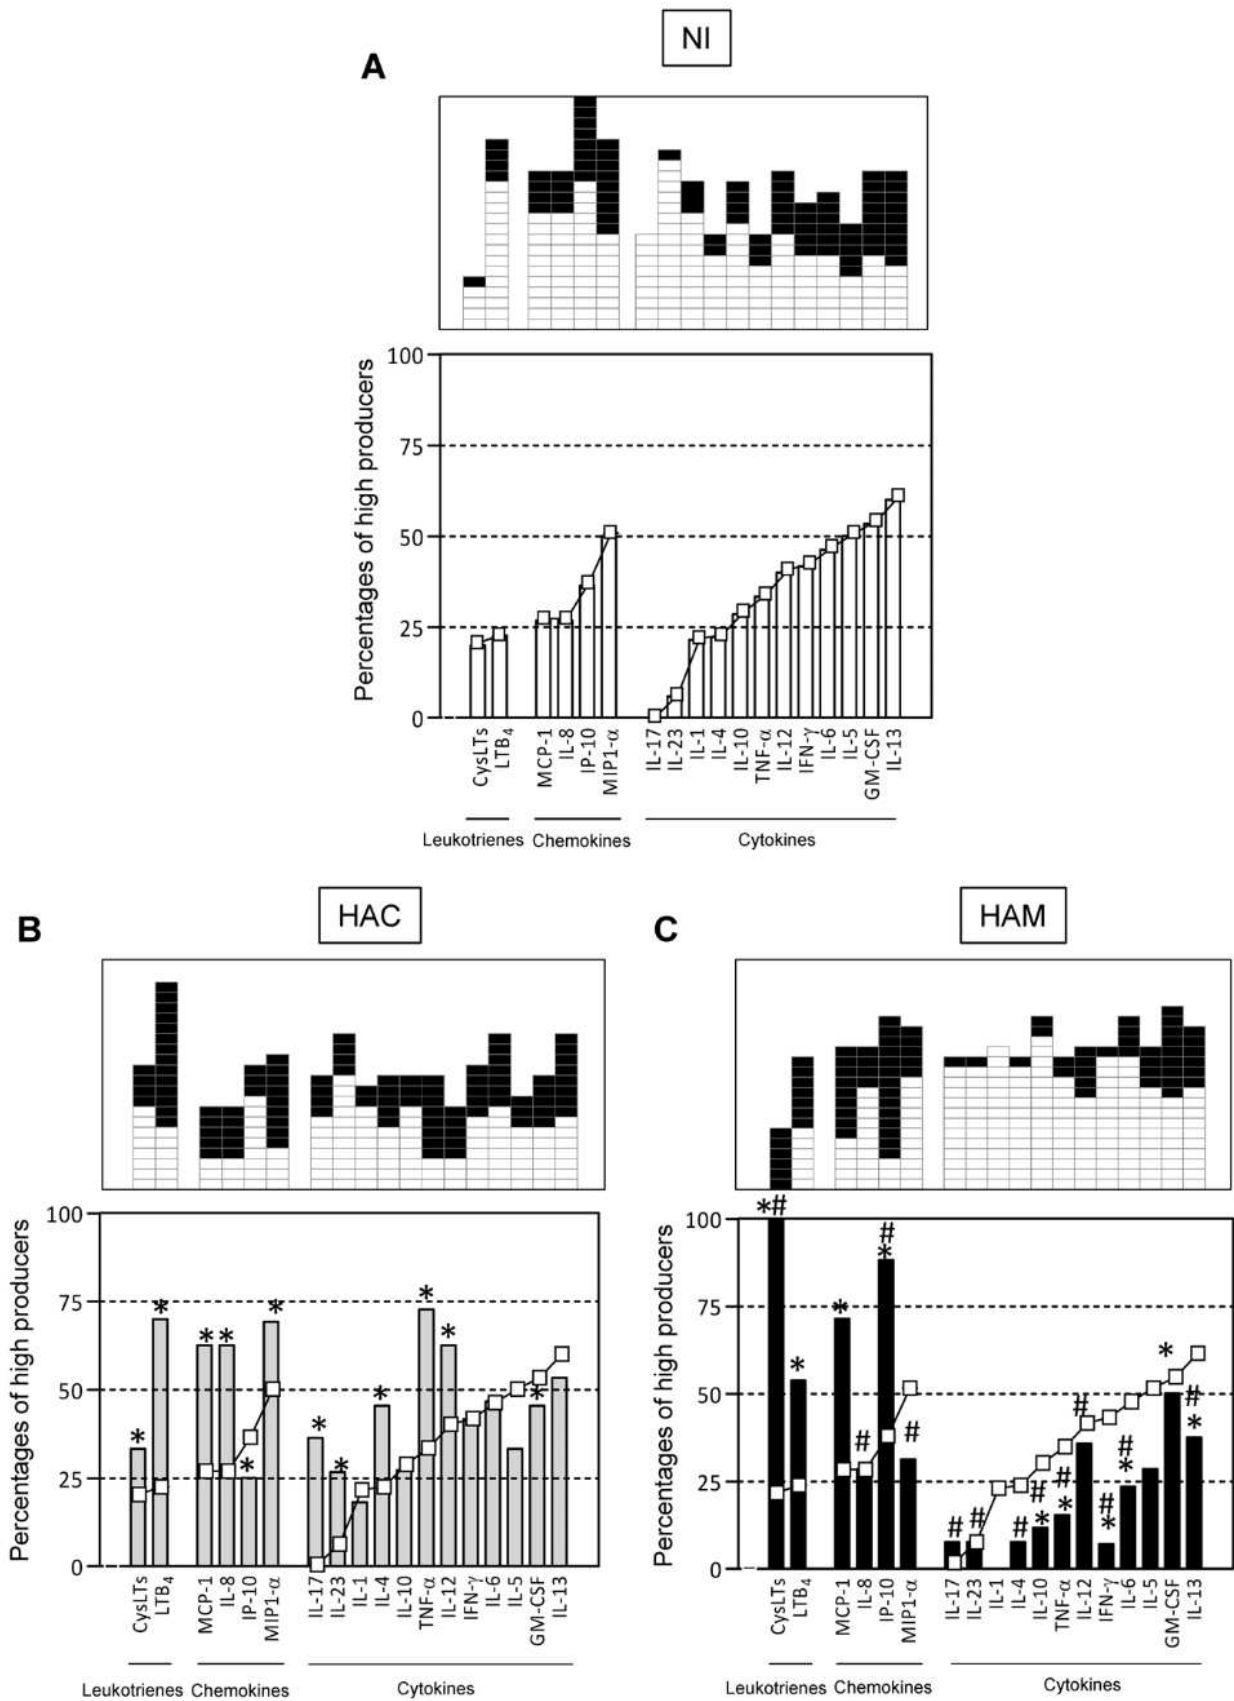 NI
A
Percentages of high producers
100
75
50
25
0
CysLTs
LTB4
MCP-1
IL-8
IP-10
MIP1-α
IL-17
IL-23
IL-1
IL-4
IL-10
TNF-α
IL-12
IFN-γ
IL-6
IL-5
GM-CSF
IL-13
Leukotrienes Chemokines Cytokines
HAC
B
Percentages of high producers
100
75
50
25
0
*
*
*
*
*
*
*
*
*
*
*
*
CysLTs
LTB4
MCP-1
IL-8
IP-10
MIP1-α
IL-17
IL-23
IL-1
IL-4
IL-10
TNF-α
IL-12
IFN-γ
IL-6
IL-5
GM-CSF
IL-13
Leukotrienes Chemokines Cytokines
HAM
C
Percentages of high producers
100
75
50
25
0
*#
*
*
#
#
*
#
#
#
#
#
*
#
*
#
#
*
#
*
*
#
*
CysLTs
LTB4
MCP-1
IL-8
IP-10
MIP1-α
IL-17
IL-23
IL-1
IL-4
IL-10
TNF-α
IL-12
IFN-γ
IL-6
IL-5
GM-CSF
IL-13
Leukotrienes Chemokines Cytokines